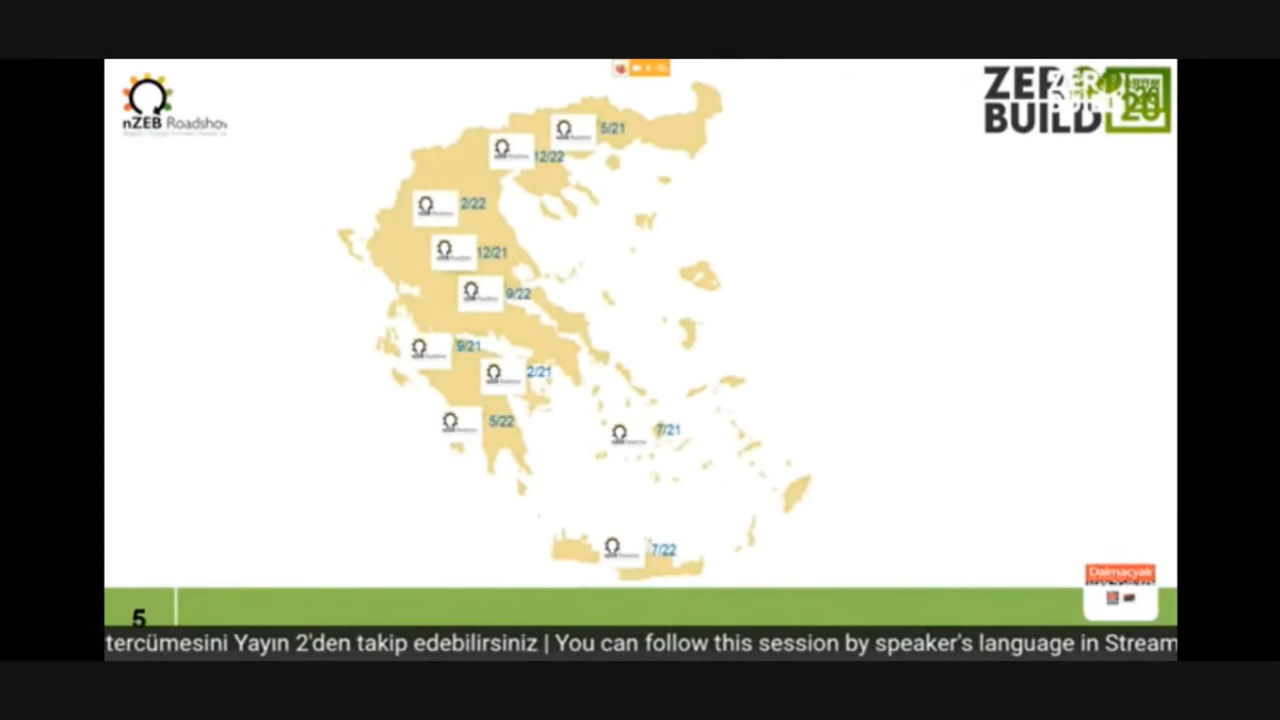 nZEB Roadshow
ZERO
BUILD
20
5/21
12/22
2/22
12/21
9/22
9/21
2/21
5/22
7/21
7/22
Dalmaçyalı
5
tercümesini Yayın 2'den takip edebilirsiniz | You can follow this session by speaker's language in Stream